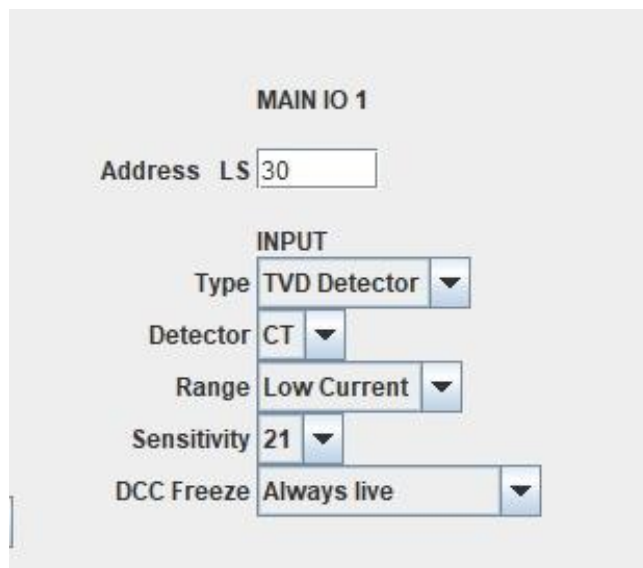 MAIN IO 1
Address LS 30
INPUT
Type TVD Detector
Detector CT
Range Low Current
Sensitivity 21
DCC Freeze Always live